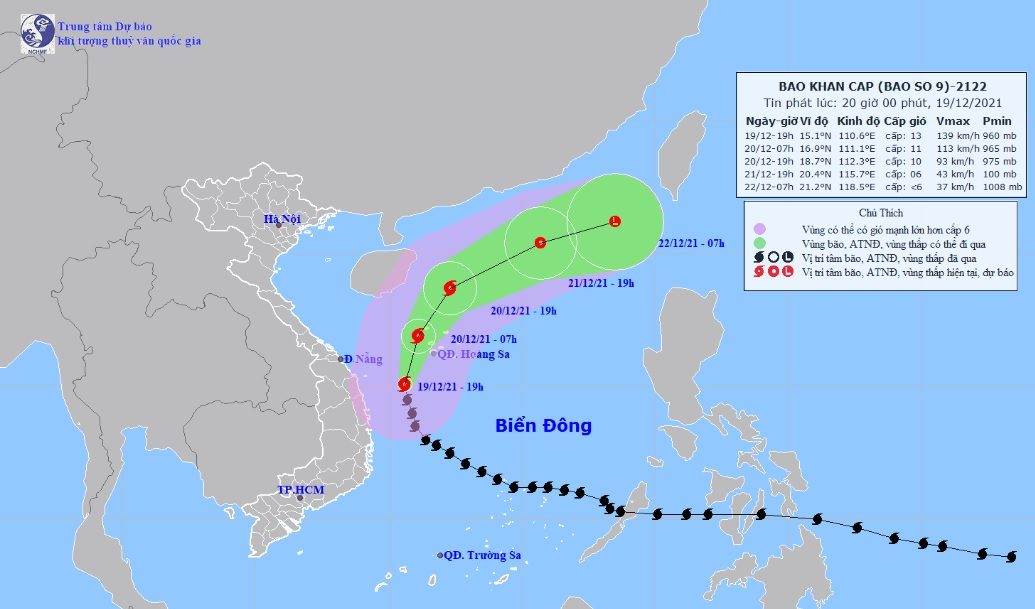 Trung tâm Dự báo
khí tượng thuỷ văn quốc gia
NCHMF
BAO KHAN CAP (BAO SO 9)-2122
Tin phát lúc: 20 giờ 00 phút, 19/12/2021
Ngày-giờ Vĩ độ Kinh độ Cấp gió Vmax Pmin
19/12-19h 15.1°N 110.6°E cấp: 13 139 km/h 960 mb
20/12-07h 16.9°N 111.1°E cấp: 11 113 km/h 965 mb
20/12-19h 18.7°N 112.3°E cấp: 10 93 km/h 975 mb
21/12-19h 20.4°N 115.7°E cấp: 06 43 km/h 100 mb
22/12-07h 21.2°N 118.5°E cấp: <6 37 km/h 1008 mb
Chú Thích
Vùng có thể có gió mạnh lớn hơn cấp 6
Vùng bão, ATNĐ, vùng thấp có thể đi qua
L Vị trí tâm bão, ATNĐ, vùng thấp đã qua
L Vị trí tâm bão, ATNĐ, vùng thấp hiện tại, dự báo
Hà Nội
L
22/12/21 - 07h
21/12/21 - 19h
20/12/21 - 19h
20/12/21 - 07h
QĐ. Hoàng Sa
Đ.Nẵng
19/12/21 - 19h
Biển Đông
TP.HCM
QĐ. Trường Sa